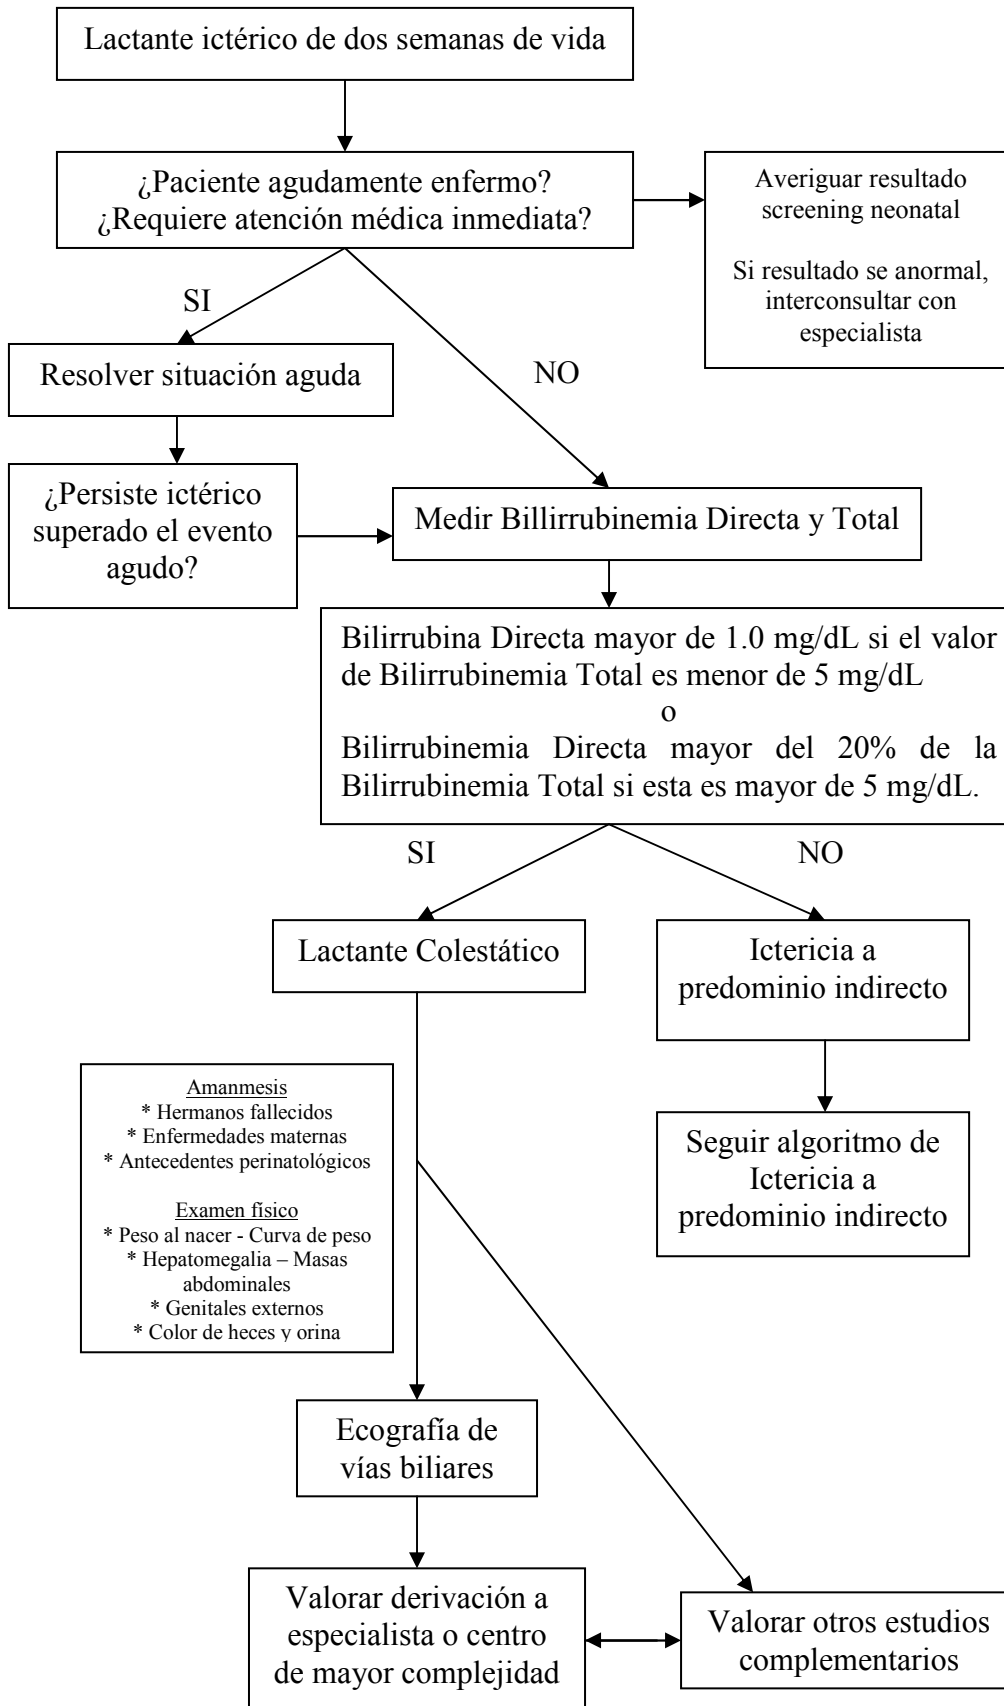 Lactante ictérico de dos semanas de vida
¿Paciente agudamente enfermo?
¿Requiere atención médica inmediata?
Averiguar resultado
screening neonatal
Si resultado se anormal,
interconsultar con
especialista
SI
NO
Resolver situación aguda
¿Persiste ictérico
superado el evento
agudo?
Medir Billirrubinemia Directa y Total
Bilirrubina Directa mayor de 1.0 mg/dL si el valor
de Bilirrubinemia Total es menor de 5 mg/dL
o
Bilirrubinemia Directa mayor del 20% de la
Bilirrubinemia Total si esta es mayor de 5 mg/dL.
SI
NO
Lactante Colestático
Ictericia a
predominio indirecto
Amanmesis
* Hermanos fallecidos
* Enfermedades maternas
* Antecedentes perinatológicos
Examen físico
* Peso al nacer - Curva de peso
* Hepatomegalia – Masas
abdominales
* Genitales externos
* Color de heces y orina
Seguir algoritmo de
Ictericia a
predominio indirecto
Ecografía de
vías biliares
Valorar derivación a
especialista o centro
de mayor complejidad
Valorar otros estudios
complementarios